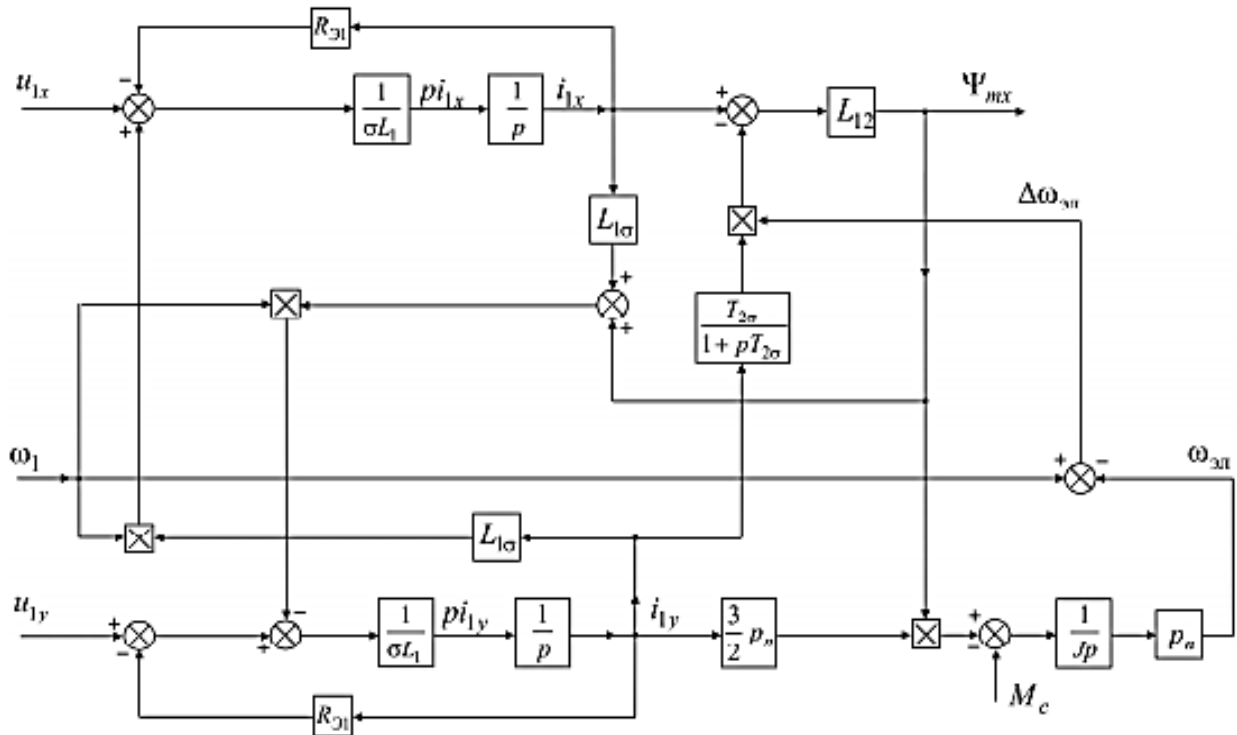 R_Э1
−
u_1x
+
1/σL_1
pi_1x
1/p
i_1x
+
−
L_12
Ψ_mx
L_1σ
Δω_эл
+
+
T_2σ/1 + pT_2σ
ω_1
+
−
ω_эл
L_1σ
u_1y
+
−
−
+
1/σL_1
pi_1y
1/p
i_1y
3/2 p_n
+
−
1/Jp
p_n
R_Э1
M_c